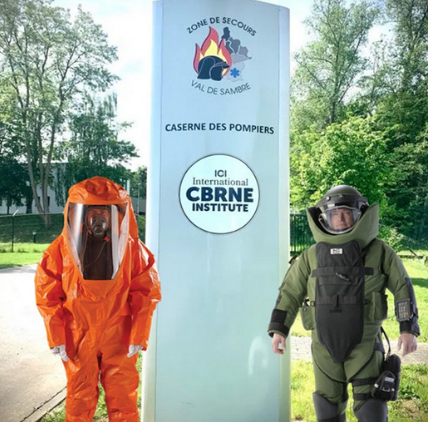 ZONE DE SECOURS
VAL DE SAMBRE
CASERNE DES POMPIERS
ICI
International
CBRNE
INSTITUTE